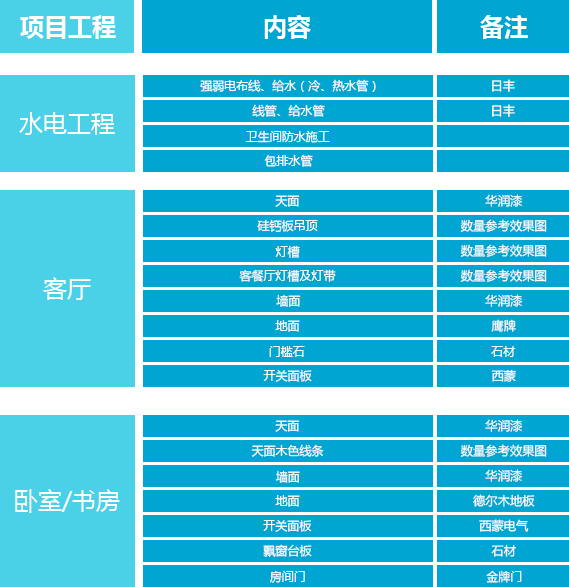 项目工程 内容 备注
水电工程
强弱电布线、给水（冷、热水管） 日丰
线管、给水管 日丰
卫生间防水施工
包排水管
客厅
天面 华润漆
硅钙板吊顶 数量参考效果图
灯槽 数量参考效果图
客餐厅灯槽及灯带 数量参考效果图
墙面 华润漆
地面 鹰牌
门槛石 石材
开关面板 西蒙
卧室/书房
天面 华润漆
天面木色线条 数量参考效果图
墙面 华润漆
地面 德尔木地板
开关面板 西蒙电气
飘窗台板 石材
房间门 金牌门